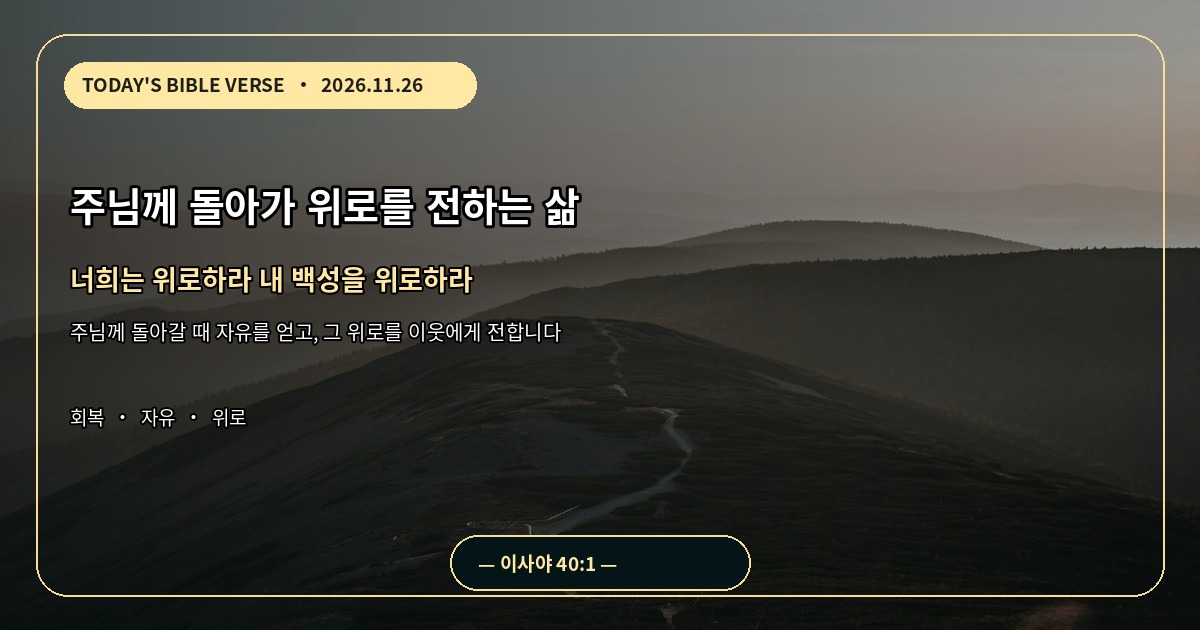 TODAY'S BIBLE VERSE • 2026.11.26
주님께 돌아가 위로를 전하는 삶
너희는 위로하라 내 백성을 위로하라
주님께 돌아갈 때 자유를 얻고, 그 위로를 이웃에게 전합니다
회복 • 자유 • 위로
— 이사야 40:1 —